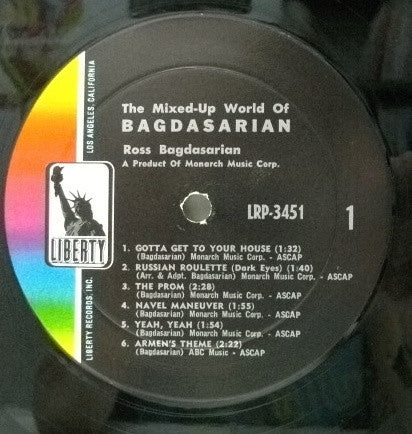 The Mixed-Up World Of
BAGDASARIAN
Ross Bagdasarian
A Product Of Monarch Music Corp.
LRP-3451
1
1. GOTTA GET TO YOUR HOUSE (1:32)
(Bagdasarian) Monarch Music Corp. - ASCAP
2. RUSSIAN ROULETTE (Dark Eyes) (1:40)
(Arr. & Adpt. Bagdasarian) Monarch Music Corp. - ASCAP
3. THE PROM (2:28)
(Bagdasarian) Monarch Music Corp. - ASCAP
4. NAVEL MANEUVER (1:55)
(Bagdasarian) Monarch Music Corp. - ASCAP
5. YEAH, YEAH (1:54)
(Bagdasarian) Monarch Music Corp. - ASCAP
6. ARMEN'S THEME (2:22)
(Bagdasarian) ABC Music - ASCAP
LIBERTY
LIBERTY RECORDS, INC.
LOS ANGELES, CALIFORNIA